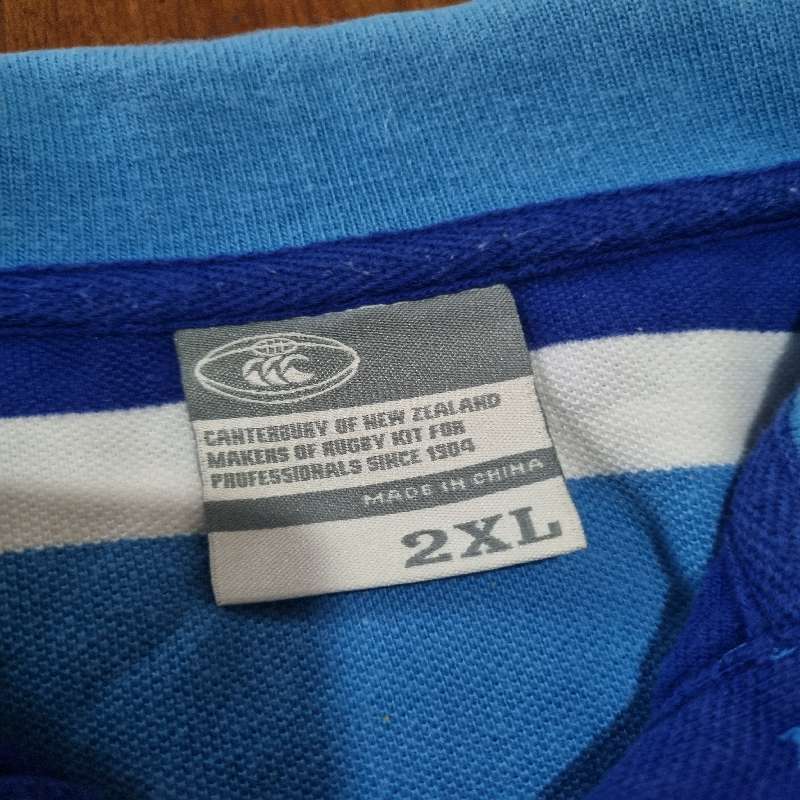 CANTERBURY OF NEW ZEALAND
MAKERS OF RUGBY KIT FOR
PROFESSIONALS SINCE 1904
MADE IN CHINA
2XL